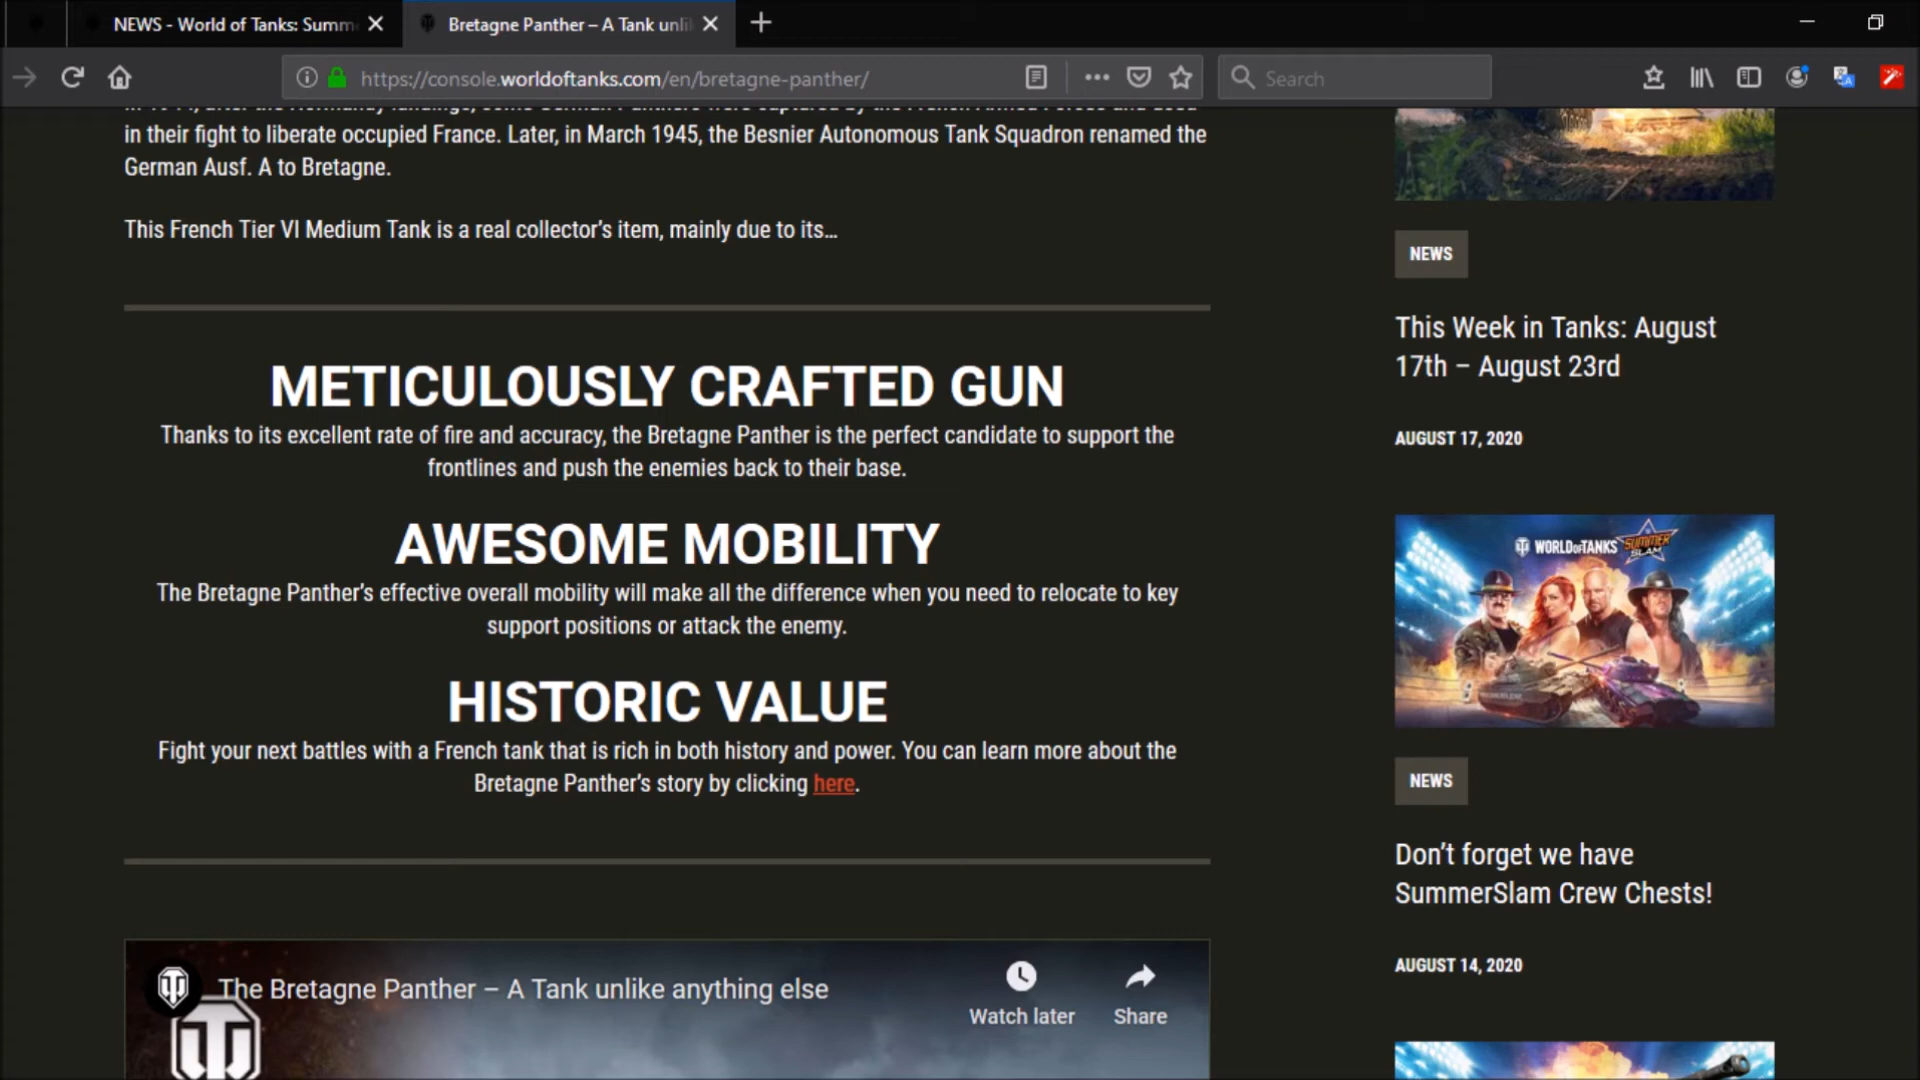 NEWS - World of Tanks: Summ
Bretagne Panther – A Tank unli
https://console.worldoftanks.com/en/bretagne-panther/
Search
in their fight to liberate occupied France. Later, in March 1945, the Besnier Autonomous Tank Squadron renamed the
German Ausf. A to Bretagne.
This French Tier VI Medium Tank is a real collector's item, mainly due to its...
METICULOUSLY CRAFTED GUN
Thanks to its excellent rate of fire and accuracy, the Bretagne Panther is the perfect candidate to support the
frontlines and push the enemies back to their base.
AWESOME MOBILITY
The Bretagne Panther's effective overall mobility will make all the difference when you need to relocate to key
support positions or attack the enemy.
HISTORIC VALUE
Fight your next battles with a French tank that is rich in both history and power. You can learn more about the
Bretagne Panther's story by clicking here.
The Bretagne Panther – A Tank unlike anything else
Watch later
Share
NEWS
This Week in Tanks: August
17th – August 23rd
AUGUST 17, 2020
WORLD OF TANKS
SUMMER
SLAM
NEWS
Don't forget we have
SummerSlam Crew Chests!
AUGUST 14, 2020